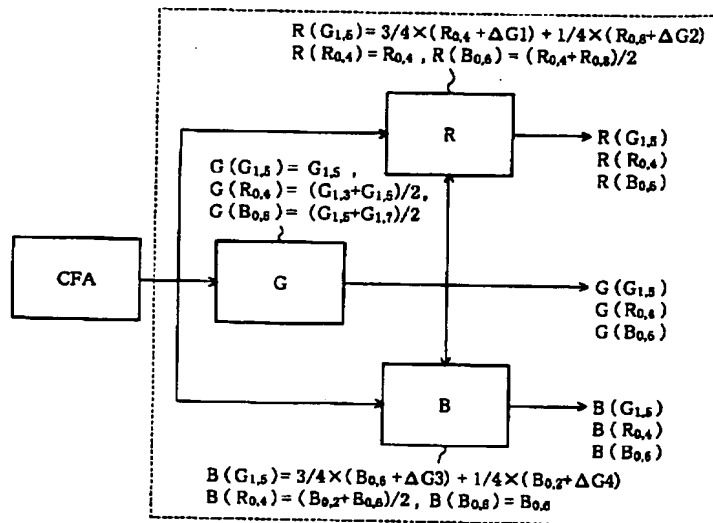 R(G1,5)=3/4×(R0,4+ΔG1)+1/4×(R0,8+ΔG2)
R(R0,4)=R0,4, R(B0,6)=(R0,4+R0,8)/2
R
R(G1,5)
R(R0,4)
R(B0,6)
G(G1,5)=G1,5,
G(R0,4)=(G1,3+G1,5)/2,
G(B0,6)=(G1,5+G1,7)/2
CFA
G
G(G1,5)
G(R0,4)
G(B0,6)
B
B(G1,5)
B(R0,4)
B(B0,6)
B(G1,5)=3/4×(B0,6+ΔG3)+1/4×(B0,2+ΔG4)
B(R0,4)=(B0,2+B0,6)/2, B(B0,6)=B0,6